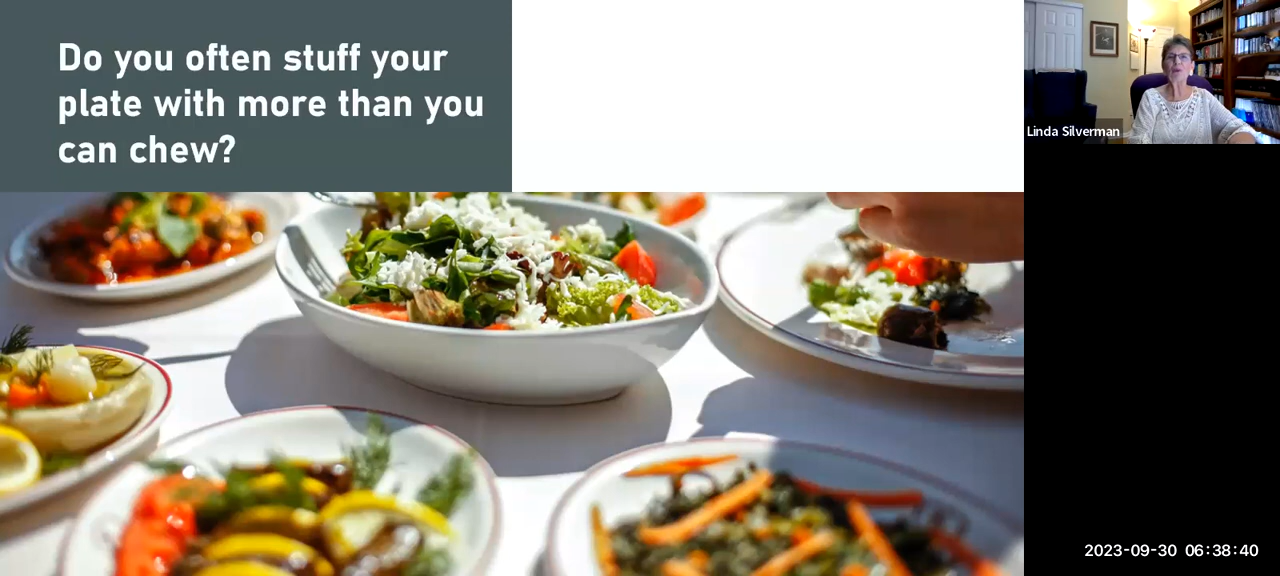 Do you often stuff your
plate with more than you
can chew?
Linda Silverman
2023-09-30 06:38:40